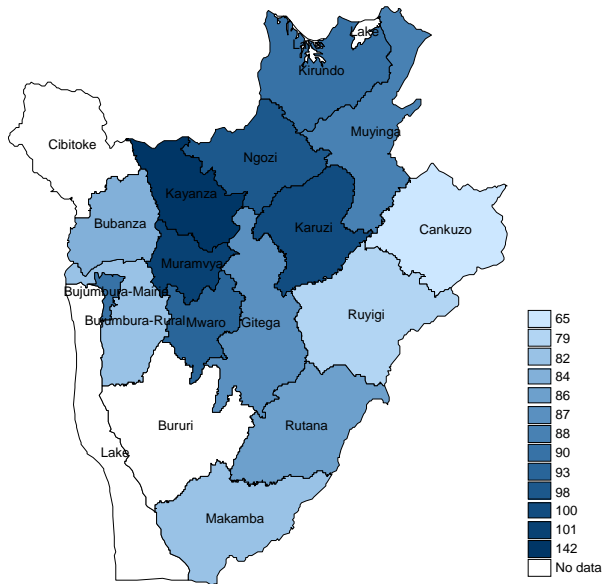 Lake
Lake
Kirundo
Muyinga
Cibitoke
Ngozi
Kayanza
Karuzi
Bubanza
Cankuzo
Muramvya
Bujumbura-Mairie
Ruyigi
Bujumbura-Rural
Mwaro
Gitega
Bururi
Rutana
Lake
Makamba
65
79
82
84
86
87
88
90
93
98
100
101
142
No data